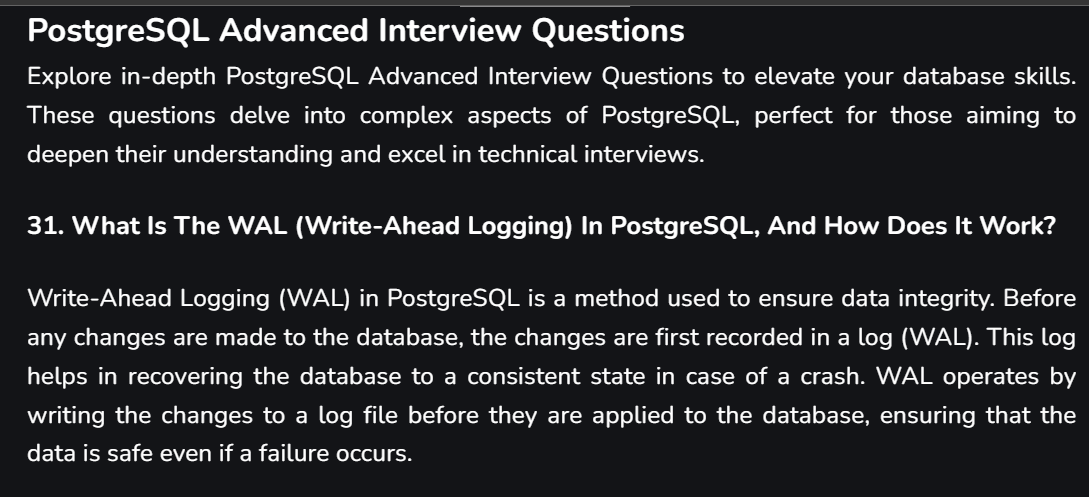 PostgreSQL Advanced Interview Questions
Explore in-depth PostgreSQL Advanced Interview Questions to elevate your database skills.
These questions delve into complex aspects of PostgreSQL, perfect for those aiming to
deepen their understanding and excel in technical interviews.
31. What Is The WAL (Write-Ahead Logging) In PostgreSQL, And How Does It Work?
Write-Ahead Logging (WAL) in PostgreSQL is a method used to ensure data integrity. Before
any changes are made to the database, the changes are first recorded in a log (WAL). This log
helps in recovering the database to a consistent state in case of a crash. WAL operates by
writing the changes to a log file before they are applied to the database, ensuring that the
data is safe even if a failure occurs.